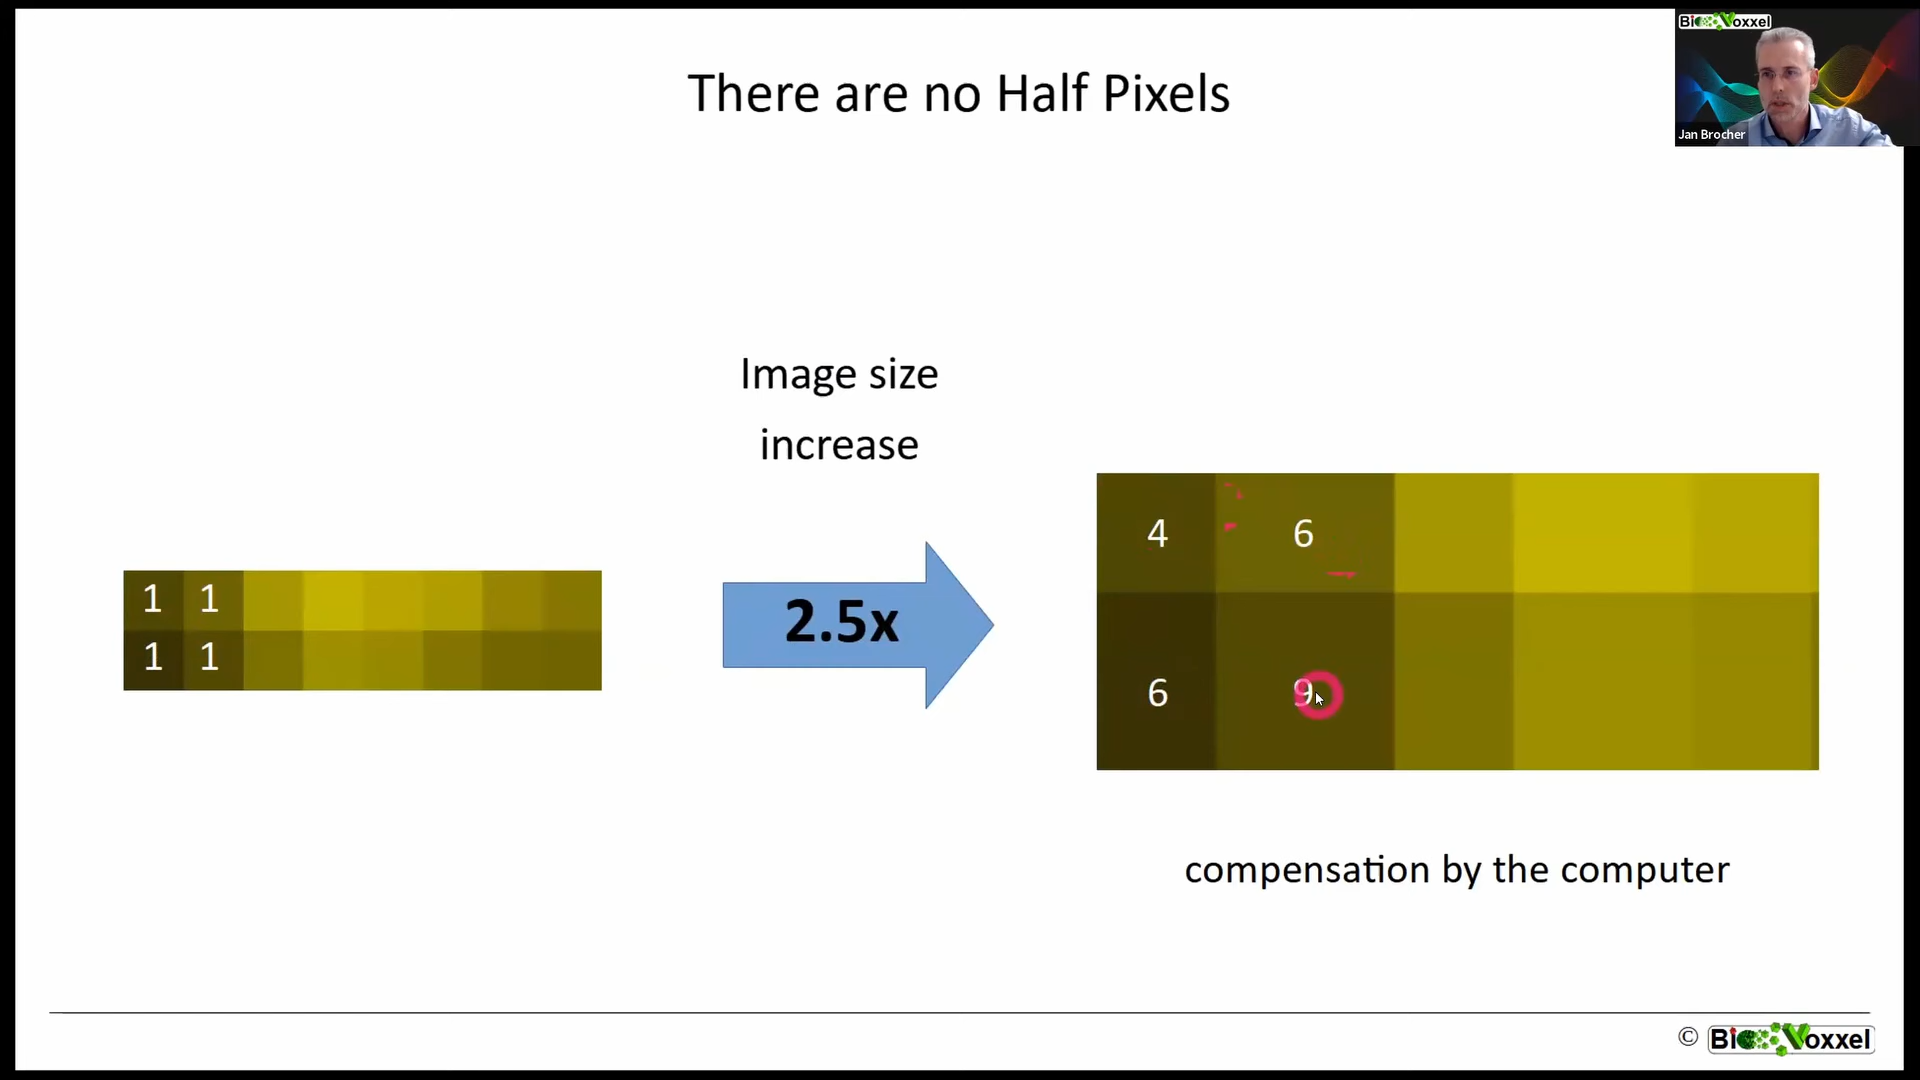 BioVoxxel
There are no Half Pixels
Jan Brocher
Image size
increase
1 1
1 1
2.5x
4 6
6 9
compensation by the computer
© BioVoxxel